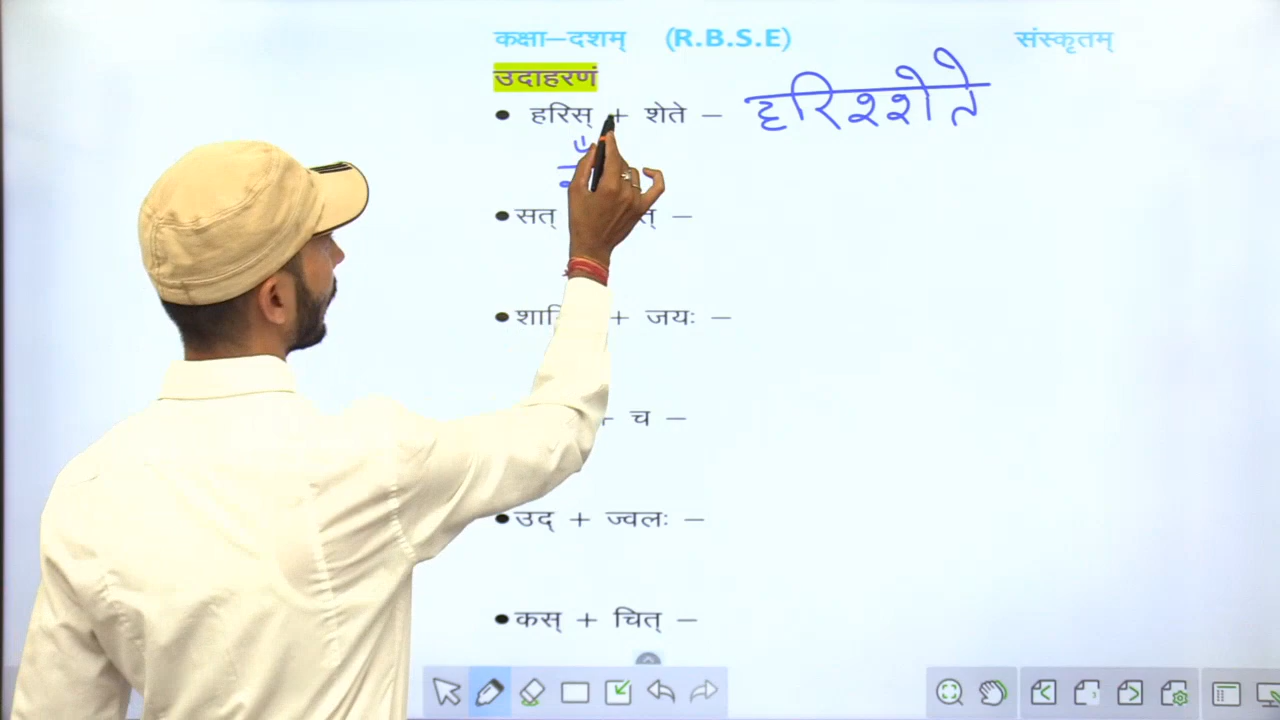 कक्षा–दशम् (R.B.S.E) संस्कृतम्
उदाहरणं
• हरिस् + शेते – हरिश्शेते
• सत् –
• + जयः –
+ च –
• उद् + ज्वलः –
• कस् + चित् –